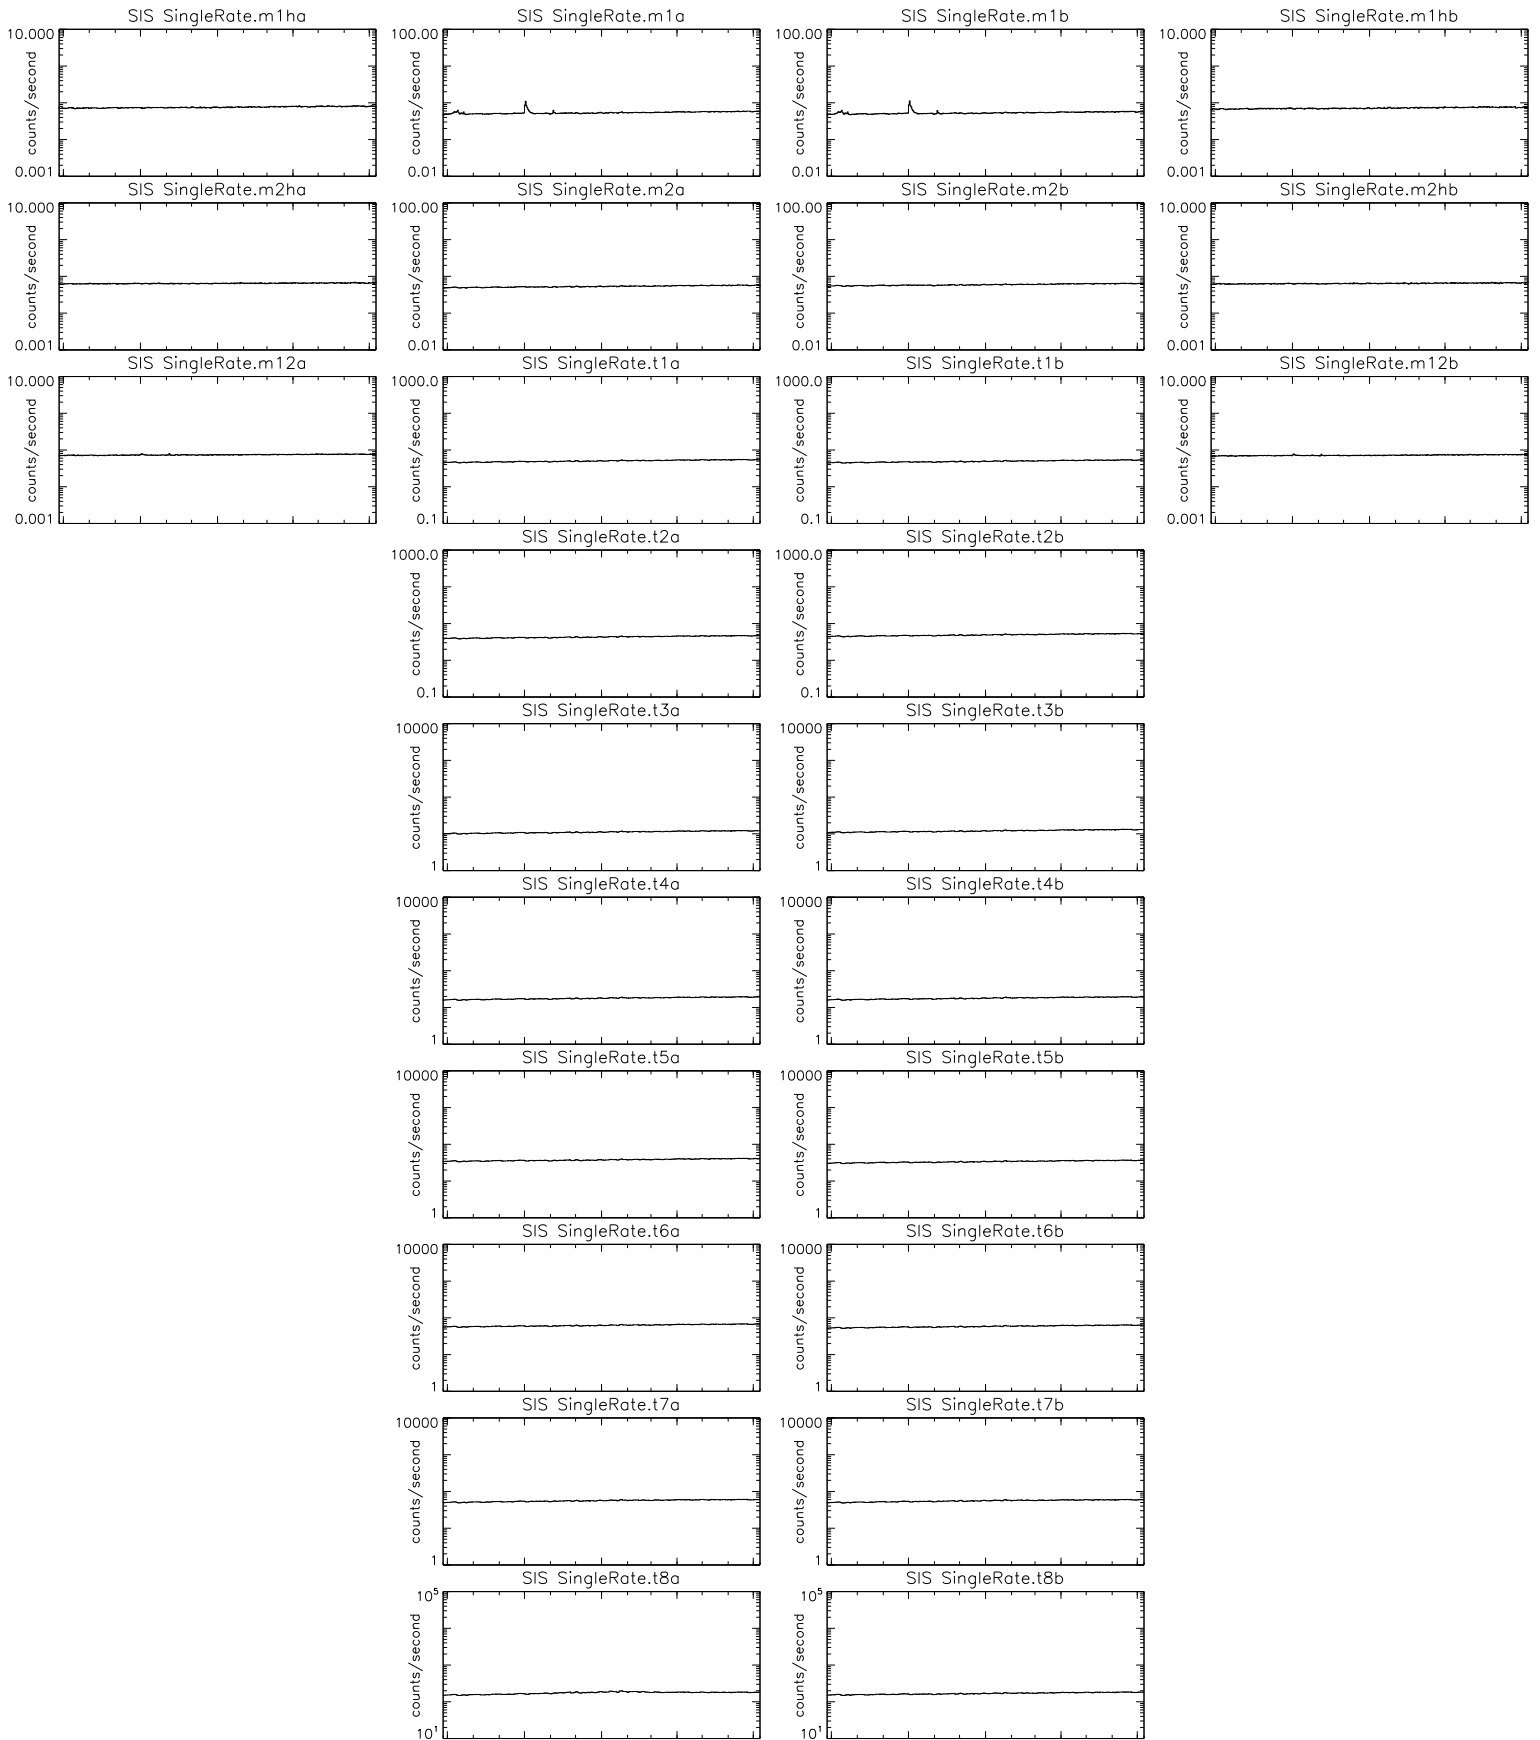 SIS SingleRate.m1ha
SIS SingleRate.m1a
SIS SingleRate.m1b
SIS SingleRate.m1hb
10.000
counts/second
0.001
100.00
counts/second
0.01
100.00
counts/second
0.01
10.000
counts/second
0.001
SIS SingleRate.m2ha
SIS SingleRate.m2a
SIS SingleRate.m2b
SIS SingleRate.m2hb
10.000
counts/second
0.001
100.00
counts/second
0.01
100.00
counts/second
0.01
10.000
counts/second
0.001
SIS SingleRate.m12a
SIS SingleRate.t1a
SIS SingleRate.t1b
SIS SingleRate.m12b
10.000
counts/second
0.001
1000.0
counts/second
0.1
1000.0
counts/second
0.1
10.000
counts/second
0.001
SIS SingleRate.t2a
SIS SingleRate.t2b
1000.0
counts/second
0.1
1000.0
counts/second
0.1
SIS SingleRate.t3a
SIS SingleRate.t3b
10000
counts/second
1
10000
counts/second
1
SIS SingleRate.t4a
SIS SingleRate.t4b
10000
counts/second
1
10000
counts/second
1
SIS SingleRate.t5a
SIS SingleRate.t5b
10000
counts/second
1
10000
counts/second
1
SIS SingleRate.t6a
SIS SingleRate.t6b
10000
counts/second
1
10000
counts/second
1
SIS SingleRate.t7a
SIS SingleRate.t7b
10000
counts/second
1
10000
counts/second
1
SIS SingleRate.t8a
SIS SingleRate.t8b
10⁵
counts/second
10¹
10⁵
counts/second
10¹